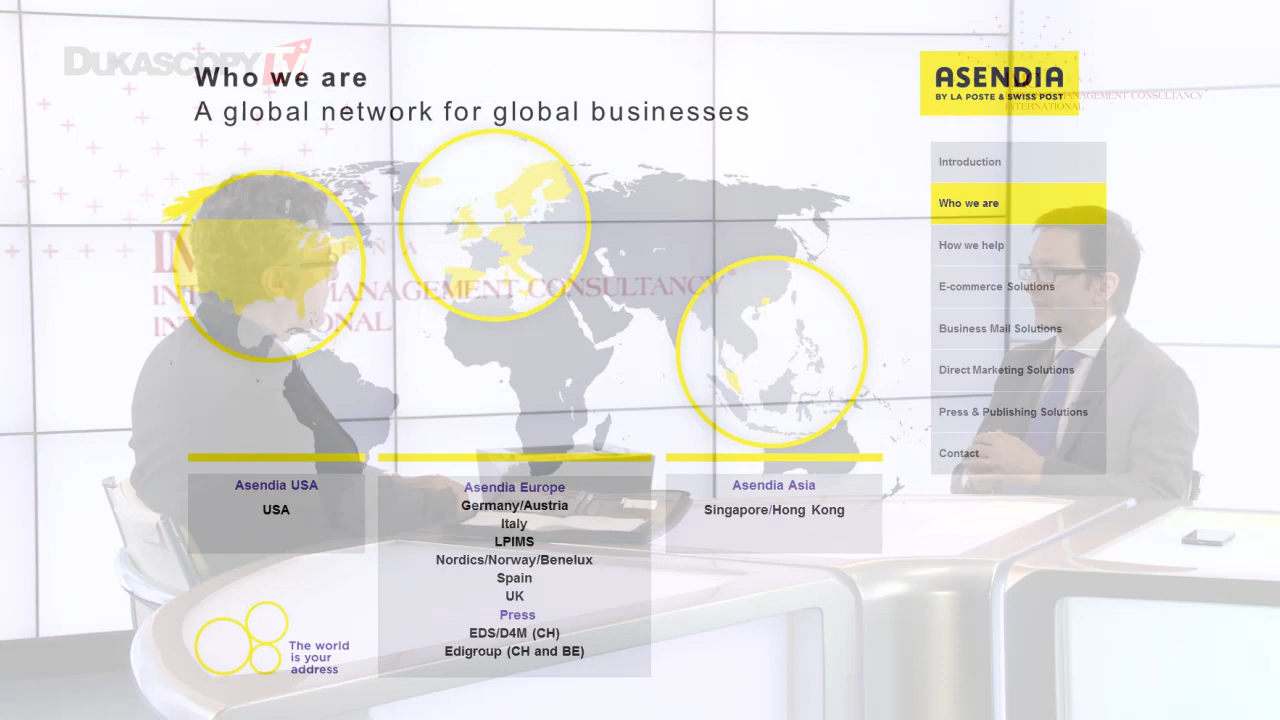 DUKASCOPY TV
Who we are
A global network for global businesses
ASENDIA
BY LA POSTE & SWISS POST
MANAGEMENT CONSULTANCY
INTERNATIONAL
Introduction
Who we are
How we help
E-commerce Solutions
Business Mail Solutions
Direct Marketing Solutions
Press & Publishing Solutions
Contact
MANAGEMENT CONSULTANCY
Asendia USA
USA
Asendia Europe
Germany/Austria
Italy
LPIMS
Nordics/Norway/Benelux
Spain
UK
Press
EDS/D4M (CH)
Edigroup (CH and BE)
Asendia Asia
Singapore/Hong Kong
The world
is your
address